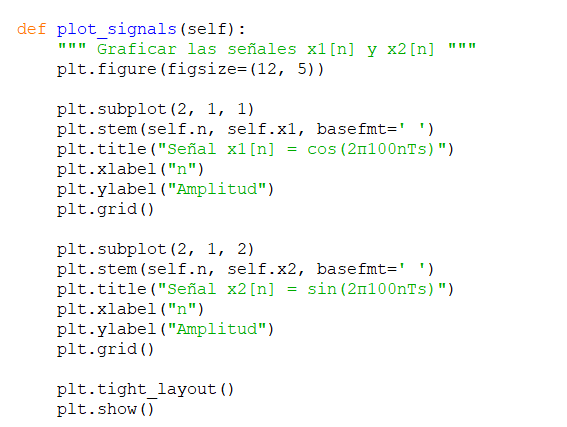 def plot_signals(self):
    """ Graficar las señales x1[n] y x2[n] """
    plt.figure(figsize=(12, 5))

    plt.subplot(2, 1, 1)
    plt.stem(self.n, self.x1, basefmt=' ')
    plt.title("Señal x1[n] = cos(2π100nTs)")
    plt.xlabel("n")
    plt.ylabel("Amplitud")
    plt.grid()

    plt.subplot(2, 1, 2)
    plt.stem(self.n, self.x2, basefmt=' ')
    plt.title("Señal x2[n] = sin(2π100nTs)")
    plt.xlabel("n")
    plt.ylabel("Amplitud")
    plt.grid()

    plt.tight_layout()
    plt.show()